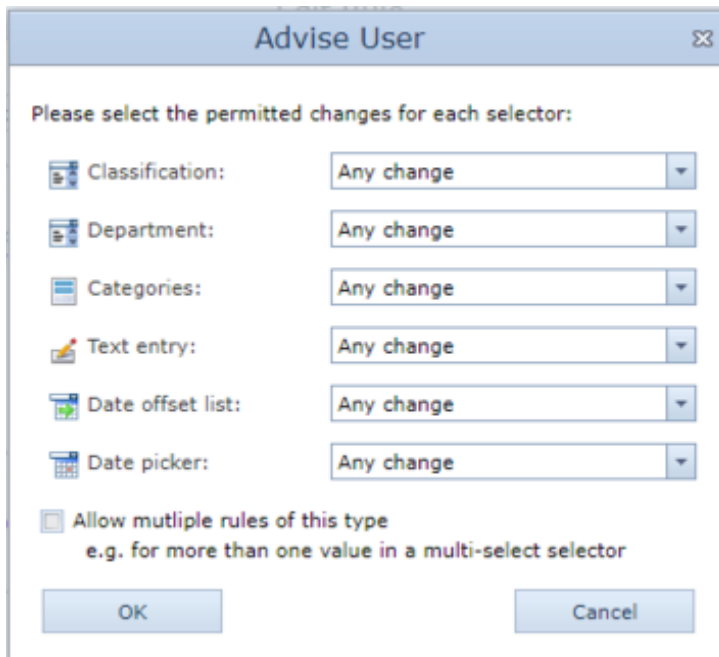 Advise User
Please select the permitted changes for each selector:
Classification: Any change
Department: Any change
Categories: Any change
Text entry: Any change
Date offset list: Any change
Date picker: Any change
Allow mutliple rules of this type
e.g. for more than one value in a multi-select selector
OK Cancel